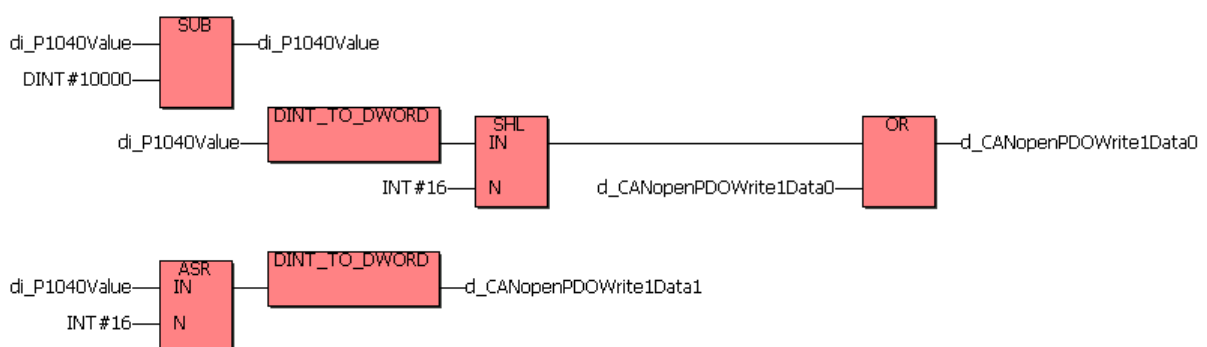 SUB
di_P1040Value di_P1040Value
DINT#10000
DINT_TO_DWORD SHL OR
di_P1040Value IN d_CANopenPDOWrite1Data0
INT#16 N d_CANopenPDOWrite1Data0
ASR DINT_TO_DWORD
di_P1040Value IN d_CANopenPDOWrite1Data1
INT#16 N